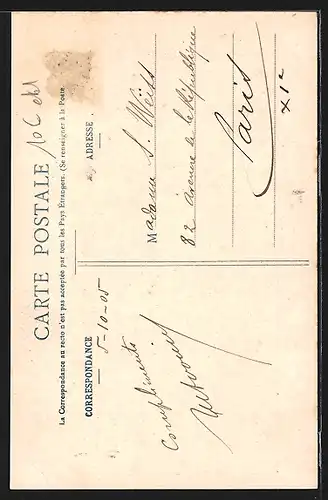 CARTE POSTALE
La Correspondance au recto n'est pas acceptée par tous les Pays Étrangers. (Se renseigner à la Poste
CORRESPONDANCE
5-10-05
compliments
ADRESSE
Madame S. Weiss
82 avenue de la République
Paris
XIe